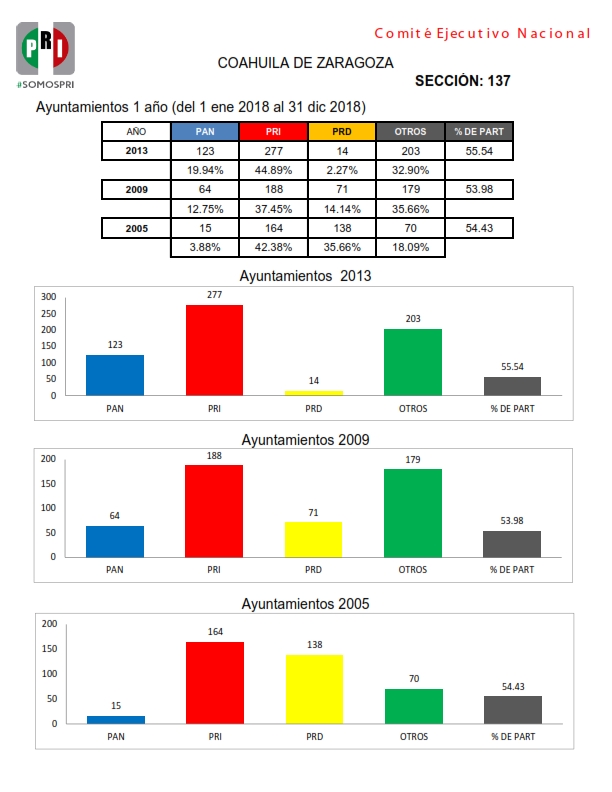 Comité Ejecutivo Nacional
PRI
#SOMOSPRI
COAHUILA DE ZARAGOZA
SECCIÓN: 137
Ayuntamientos 1 año (del 1 ene 2018 al 31 dic 2018)
AÑO PAN PRI PRD OTROS % DE PART
2013 123 277 14 203 55.54
19.94% 44.89% 2.27% 32.90%
2009 64 188 71 179 53.98
12.75% 37.45% 14.14% 35.66%
2005 15 164 138 70 54.43
3.88% 42.38% 35.66% 18.09%
Ayuntamientos 2013
300
250
200
150
100
50
0
123
277
14
203
55.54
PAN PRI PRD OTROS % DE PART
Ayuntamientos 2009
200
150
100
50
0
64
188
71
179
53.98
PAN PRI PRD OTROS % DE PART
Ayuntamientos 2005
200
150
100
50
0
15
164
138
70
54.43
PAN PRI PRD OTROS % DE PART